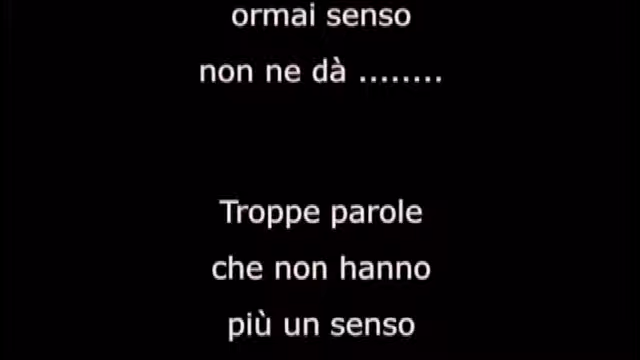 ormai senso
non ne dà ........
Troppe parole
che non hanno
più un senso